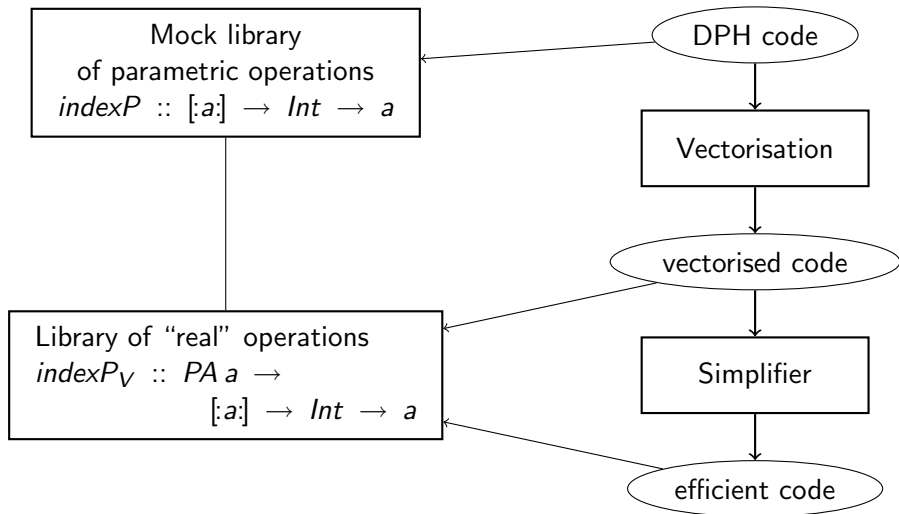 Mock library
of parametric operations
indexP :: [:a:] → Int → a
DPH code
Vectorisation
vectorised code
Library of “real” operations
indexP_V :: PA a →
[:a:] → Int → a
Simplifier
efficient code